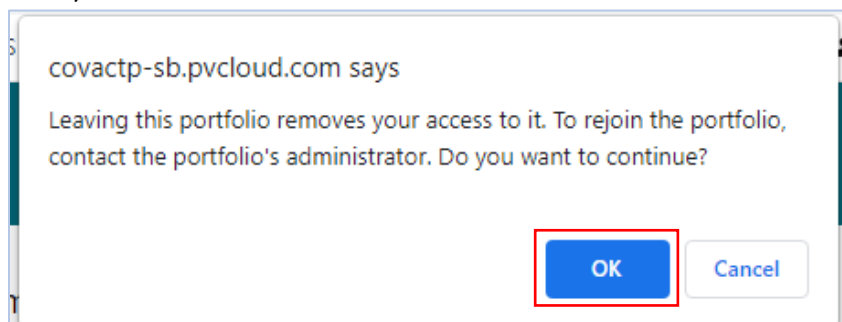 covactp-sb.pvcloud.com says
Leaving this portfolio removes your access to it. To rejoin the portfolio,
contact the portfolio's administrator. Do you want to continue?
OK
Cancel